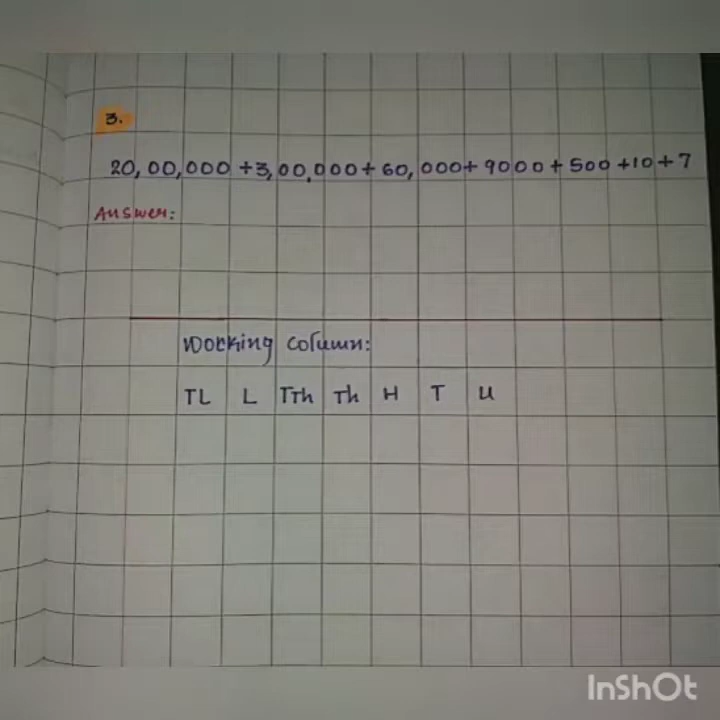 3.
20,00,000 +3,00,000+ 60,000+ 9000+ 500 +10+7
Answer:
Working column:
TL L TTh Th H T U
InShOt